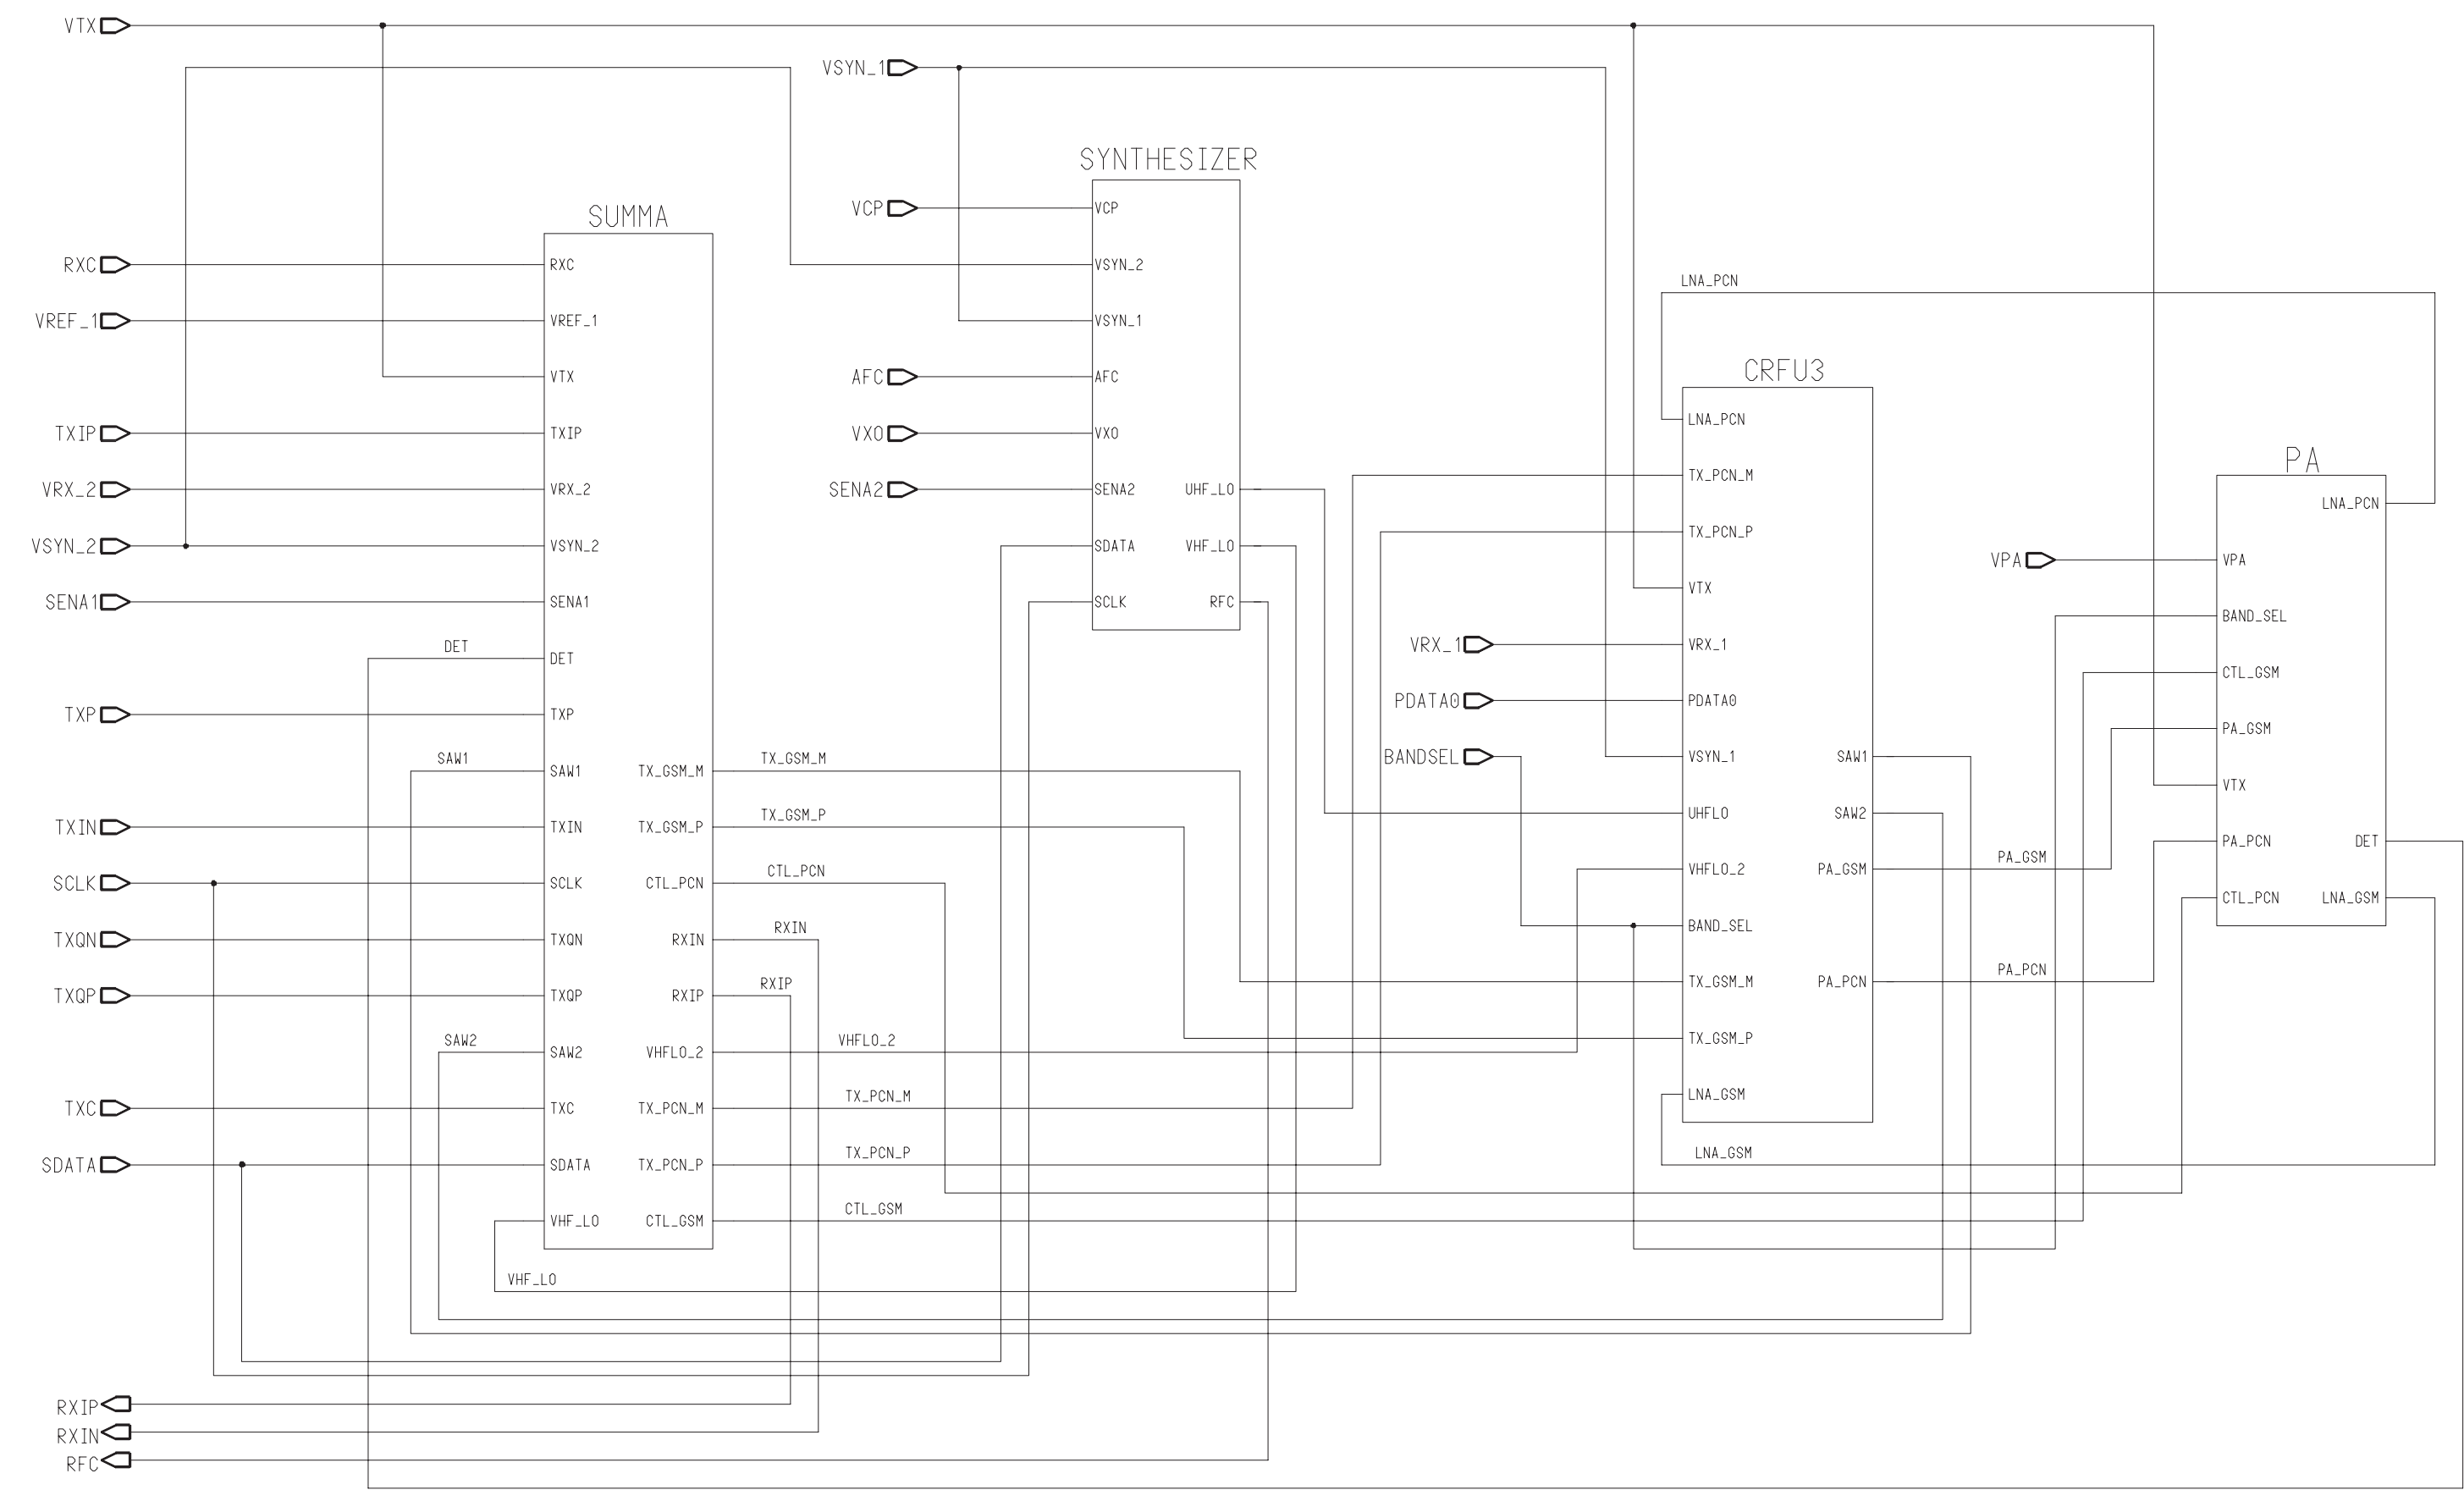 VTX
VSYN_1
SYNTHESIZER
VCP
VCP
SUMMA
RXC
RXC
VSYN_2
LNA_PCN
VREF_1
VREF_1
VSYN_1
CRFU3
VTX
AFC
AFC
LNA_PCN
TXIP
TXIP
VXO
VXO
PA
TX_PCN_M
VRX_2
VRX_2
SENA2
SENA2
UHF_LO
LNA_PCN
TX_PCN_P
VSYN_2
VSYN_2
SDATA
VHF_LO
VPA
VPA
VTX
SENA1
SENA1
SCLK
RFC
BAND_SEL
DET
DET
VRX_1
VRX_1
CTL_GSM
PDATA0
PDATA0
TXP
TXP
PA_GSM
SAW1
SAW1
TX_GSM_M
TX_GSM_M
BANDSEL
VSYN_1
SAW1
VTX
TXIN
TXIN
TX_GSM_P
TX_GSM_P
UHFLO
SAW2
PA_PCN
DET
SCLK
SCLK
CTL_PCN
CTL_PCN
VHFLO_2
PA_GSM
PA_GSM
CTL_PCN
LNA_GSM
TXQN
TXQN
RXIN
RXIN
BAND_SEL
TXQP
TXQP
RXIP
RXIP
TX_GSM_M
PA_PCN
PA_PCN
SAW2
SAW2
VHFLO_2
VHFLO_2
TX_GSM_P
TXC
TXC
TX_PCN_M
TX_PCN_M
LNA_GSM
SDATA
SDATA
TX_PCN_P
TX_PCN_P
LNA_GSM
VHF_LO
CTL_GSM
CTL_GSM
VHF_LO
RXIP
RXIN
RFC